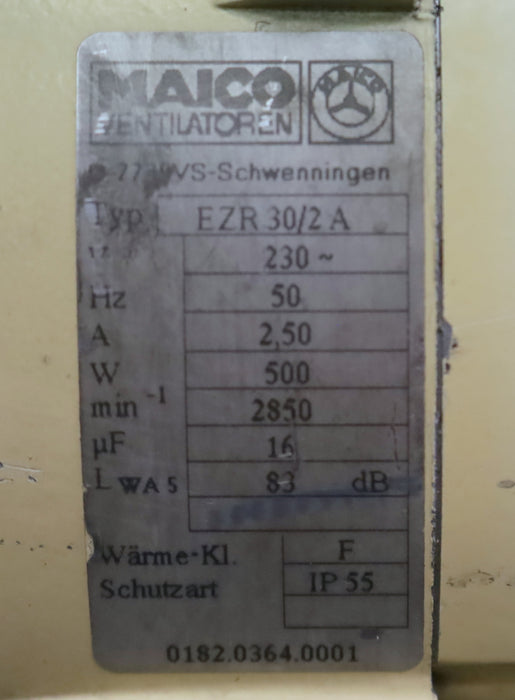 MAICO
VENTILATOREN
MAICO
VS-Schwenningen
Typ EZR 30/2 A
230 ~
Hz 50
A 2,50
W 500
min -1 2850
µF 16
L WA 5 83 dB
Wärme-Kl. F
Schutzart IP 55
0182.0364.0001